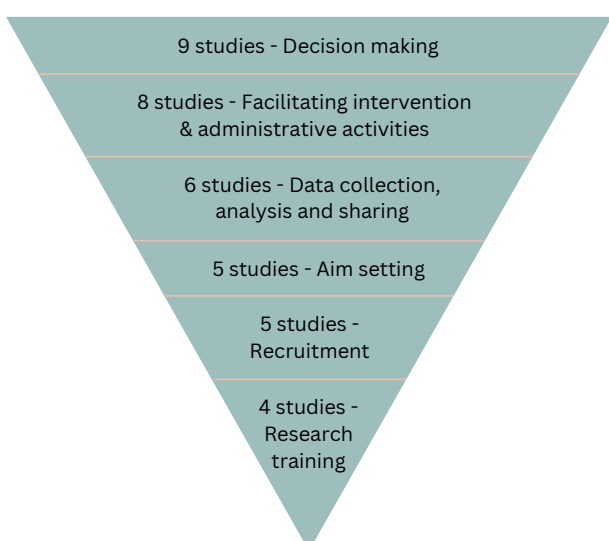 9 studies - Decision making
8 studies - Facilitating intervention
& administrative activities
6 studies - Data collection,
analysis and sharing
5 studies - Aim setting
5 studies -
Recruitment
4 studies -
Research
training